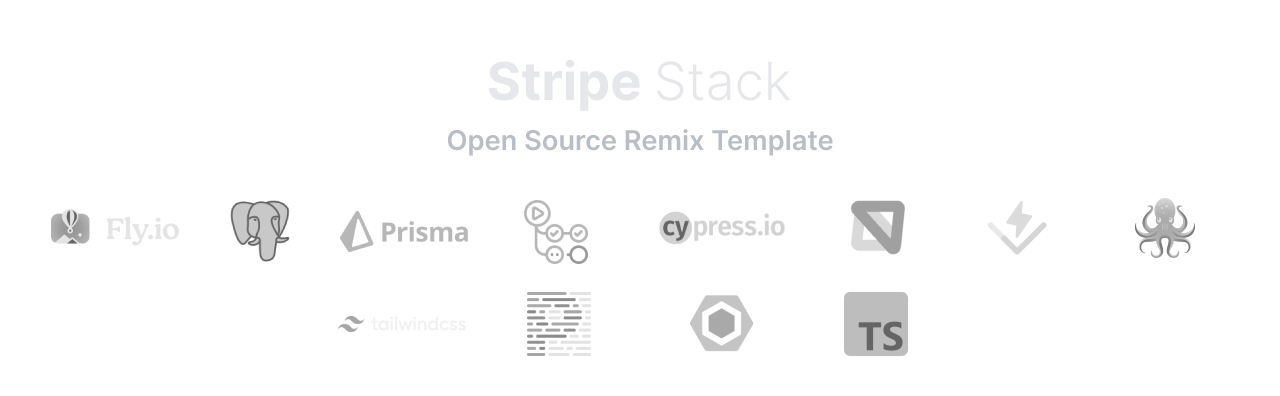 Stripe Stack
Open Source Remix Template
Fly.io
Prisma
cypress.io
tailwindcss
TS